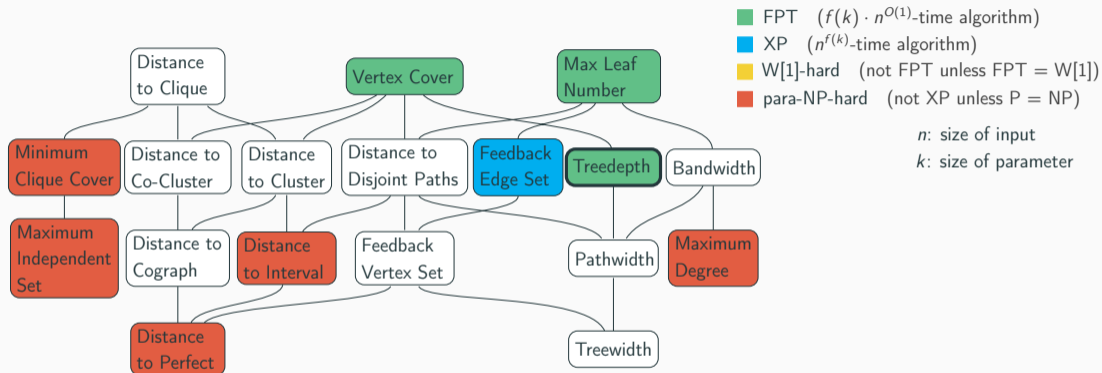 FPT (f(k) · n^O(1)-time algorithm)
XP (n^f(k)-time algorithm)
W[1]-hard (not FPT unless FPT = W[1])
para-NP-hard (not XP unless P = NP)
n: size of input
k: size of parameter
Distance
to Clique
Vertex Cover
Max Leaf
Number
Minimum
Clique Cover
Distance to
Co-Cluster
Distance
to Cluster
Distance to
Disjoint Paths
Feedback
Edge Set
Treedepth
Bandwidth
Maximum
Independent
Set
Distance to
Cograph
Distance
to Interval
Feedback
Vertex Set
Pathwidth
Maximum
Degree
Distance
to Perfect
Treewidth